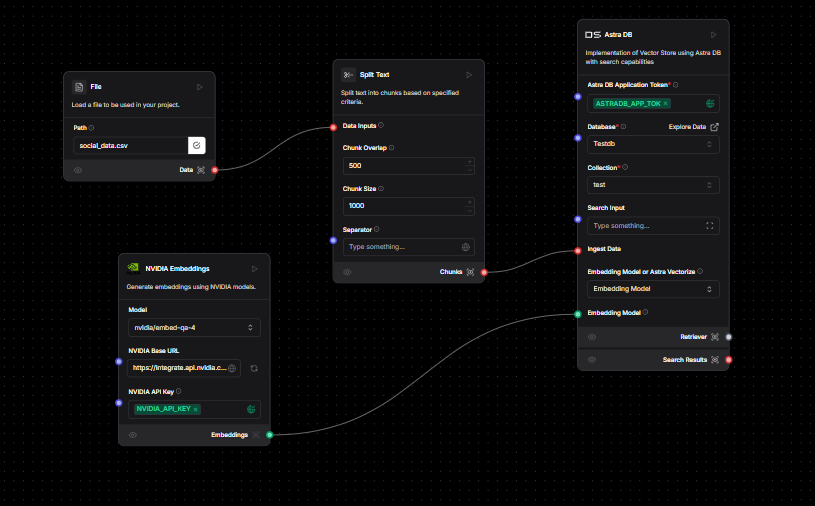 File
Load a file to be used in your project.
Path
social_data.csv
Data
NVIDIA Embeddings
Generate embeddings using NVIDIA models.
Model
nvidia/embed-qa-4
NVIDIA Base URL
https://integrate.api.nvidia.c...
NVIDIA API Key
NVIDIA_API_KEY ×
Embeddings
Split Text
Split text into chunks based on specified
criteria.
Data Inputs
Chunk Overlap
500
Chunk Size
1000
Separator
Type something...
Chunks
DS Astra DB
Implementation of Vector Store using Astra DB
with search capabilities
Astra DB Application Token*
ASTRADB_APP_TOK ×
Database* Explore Data
Testdb
Collection*
test
Search Input
Type something...
Ingest Data
Embedding Model or Astra Vectorize
Embedding Model
Embedding Model
Retriever
Search Results